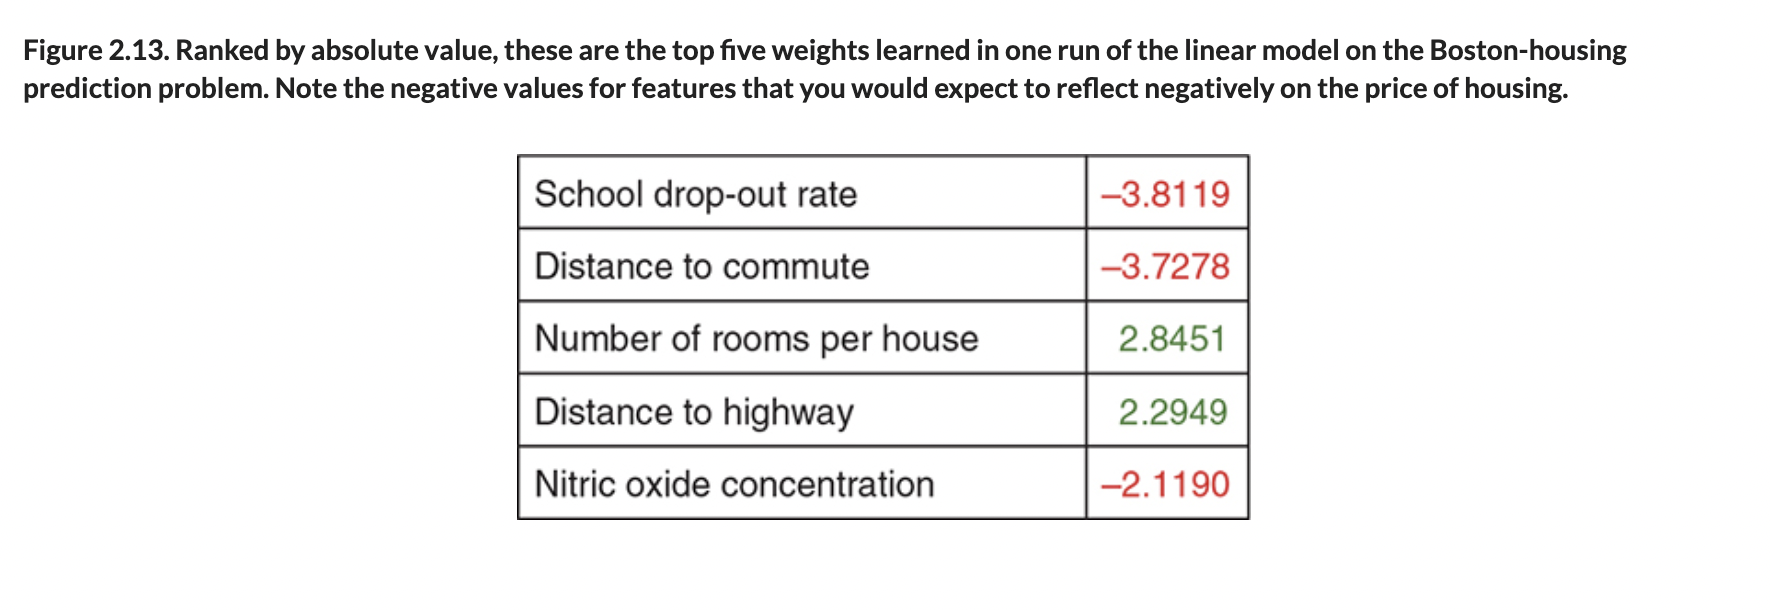 Figure 2.13. Ranked by absolute value, these are the top five weights learned in one run of the linear model on the Boston-housing
prediction problem. Note the negative values for features that you would expect to reflect negatively on the price of housing.
School drop-out rate –3.8119
Distance to commute –3.7278
Number of rooms per house 2.8451
Distance to highway 2.2949
Nitric oxide concentration –2.1190